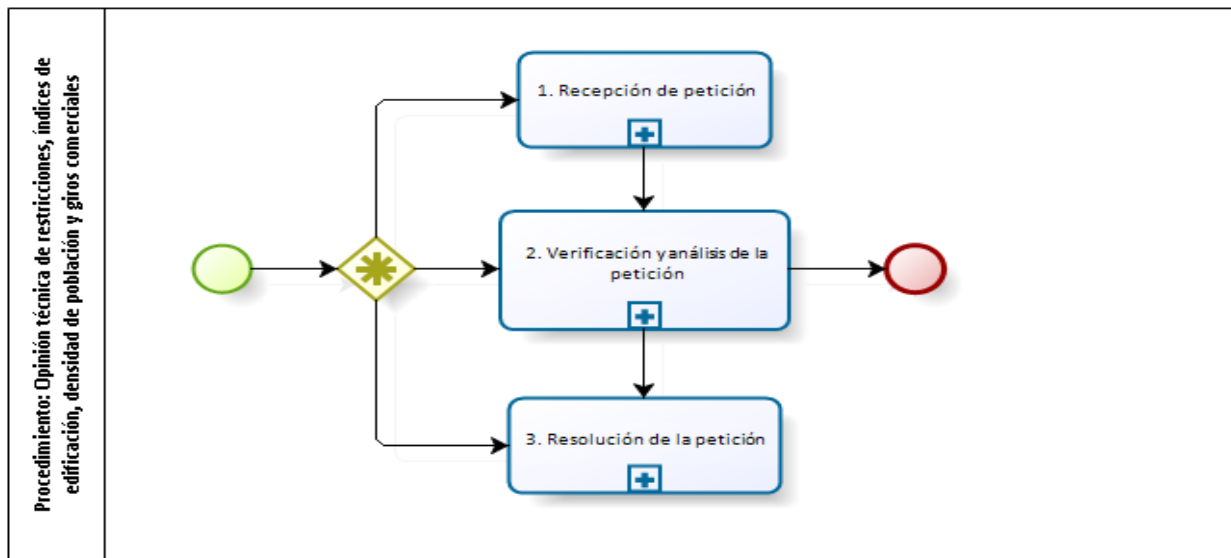 Procedimiento: Opinión técnica de restricciones, índices de
edificación, densidad de población y giros comerciales
1. Recepción de petición
2. Verificación y análisis de la
petición
3. Resolución de la petición